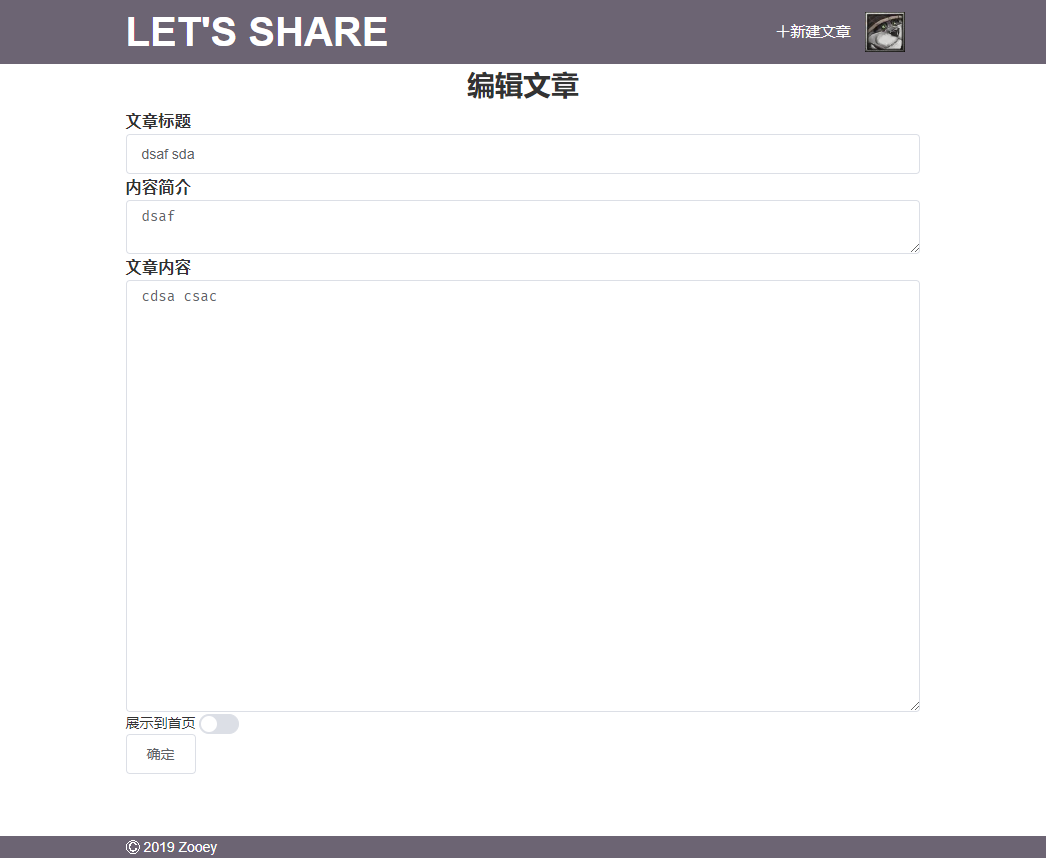 LET'S SHARE
+新建文章
编辑文章
文章标题
dsaf sda
内容简介
dsaf
文章内容
cdsa csac
展示到首页
确定
© 2019 Zooey